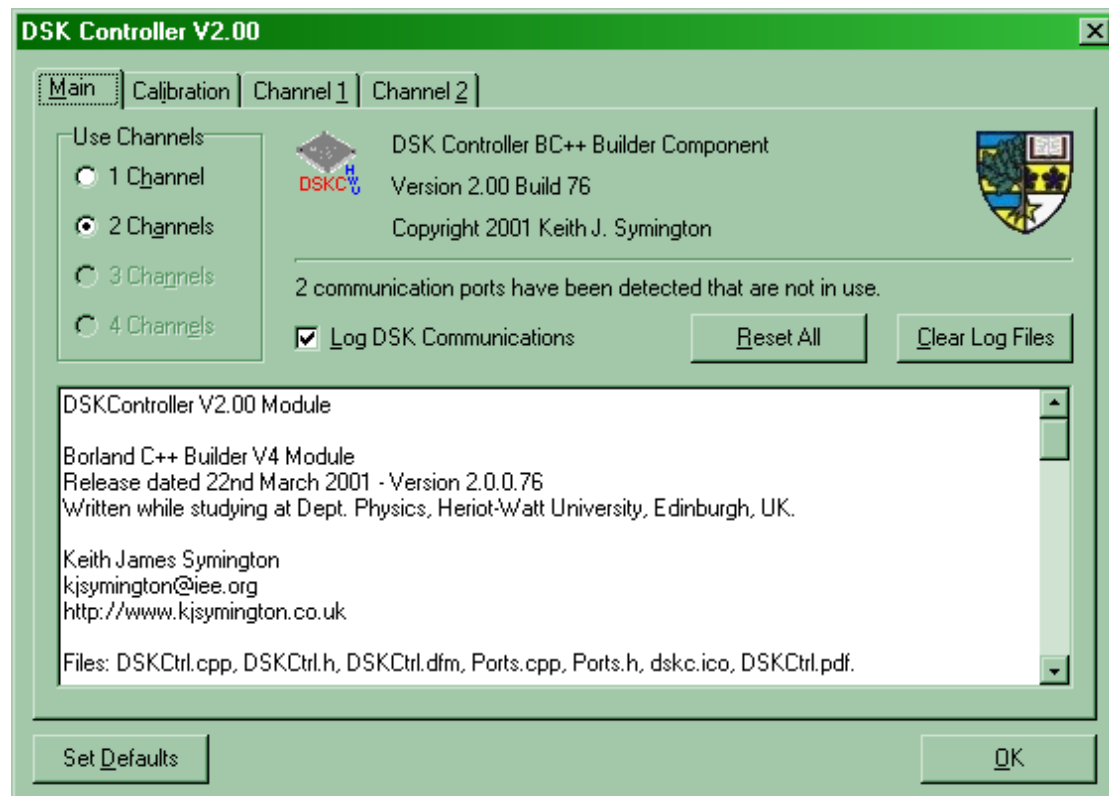 DSK Controller V2.00
Main
Calibration
Channel 1
Channel 2
Use Channels
1 Channel
2 Channels
3 Channels
4 Channels
DSKC
HWU
DSK Controller BC++ Builder Component
Version 2.00 Build 76
Copyright 2001 Keith J. Symington
2 communication ports have been detected that are not in use.
Log DSK Communications
Reset All
Clear Log Files
DSKController V2.00 Module
Borland C++ Builder V4 Module
Release dated 22nd March 2001 - Version 2.0.0.76
Written while studying at Dept. Physics, Heriot-Watt University, Edinburgh, UK.
Keith James Symington
kjsymington@iee.org
http://www.kjsymington.co.uk
Files: DSKCtrl.cpp, DSKCtrl.h, DSKCtrl.dfm, Ports.cpp, Ports.h, dskc.ico, DSKCtrl.pdf.
Set Defaults
OK